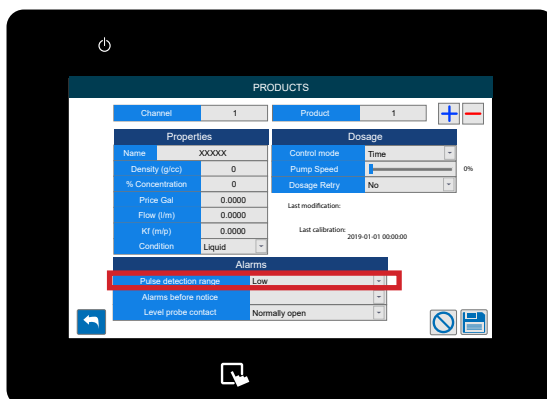 PRODUCTS
Channel 1 Product 1
Properties
Name XXXXX
Density (g/cc) 0
% Concentration 0
Price Gal 0.0000
Flow (l/m) 0.0000
Kf (m/p) 0.0000
Condition Liquid
Dosage
Control mode Time
Pump Speed 0%
Dosage Retry No
Last modification:
Last calibration: 2019-01-01 00:00:00
Alarms
Pulse detection range Low
Alarms before notice
Level probe contact Normally open